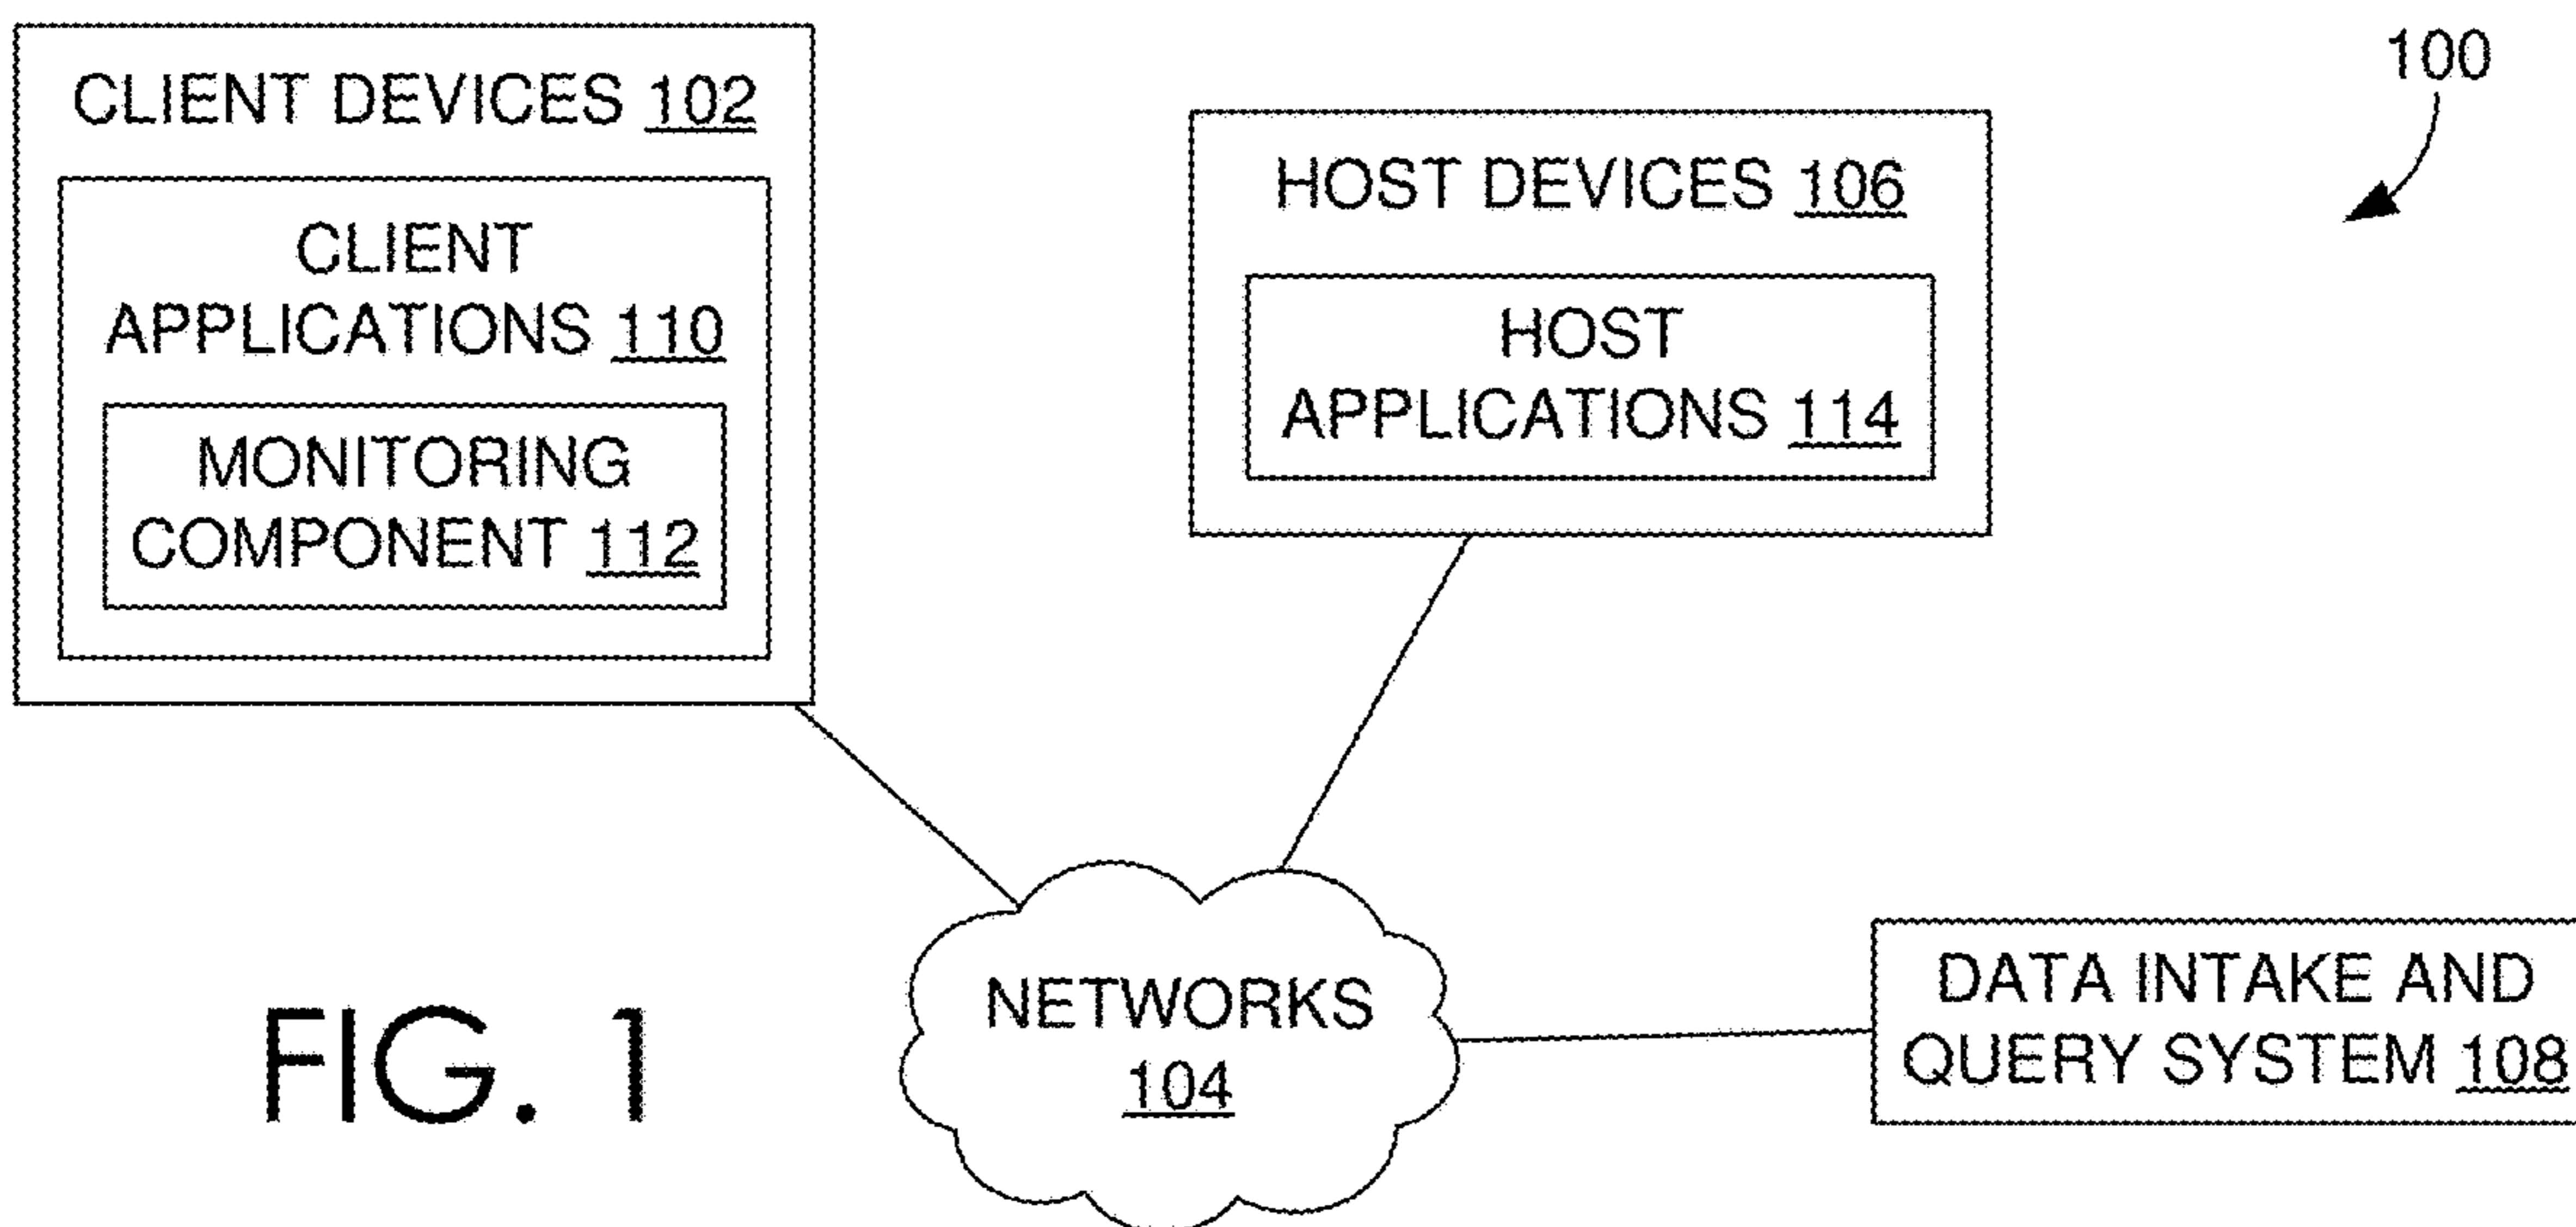 100
CLIENT DEVICES 102
CLIENT
APPLICATIONS 110
MONITORING
COMPONENT 112
HOST DEVICES 106
HOST
APPLICATIONS 114
NETWORKS
104
DATA INTAKE AND
QUERY SYSTEM 108
FIG. 1